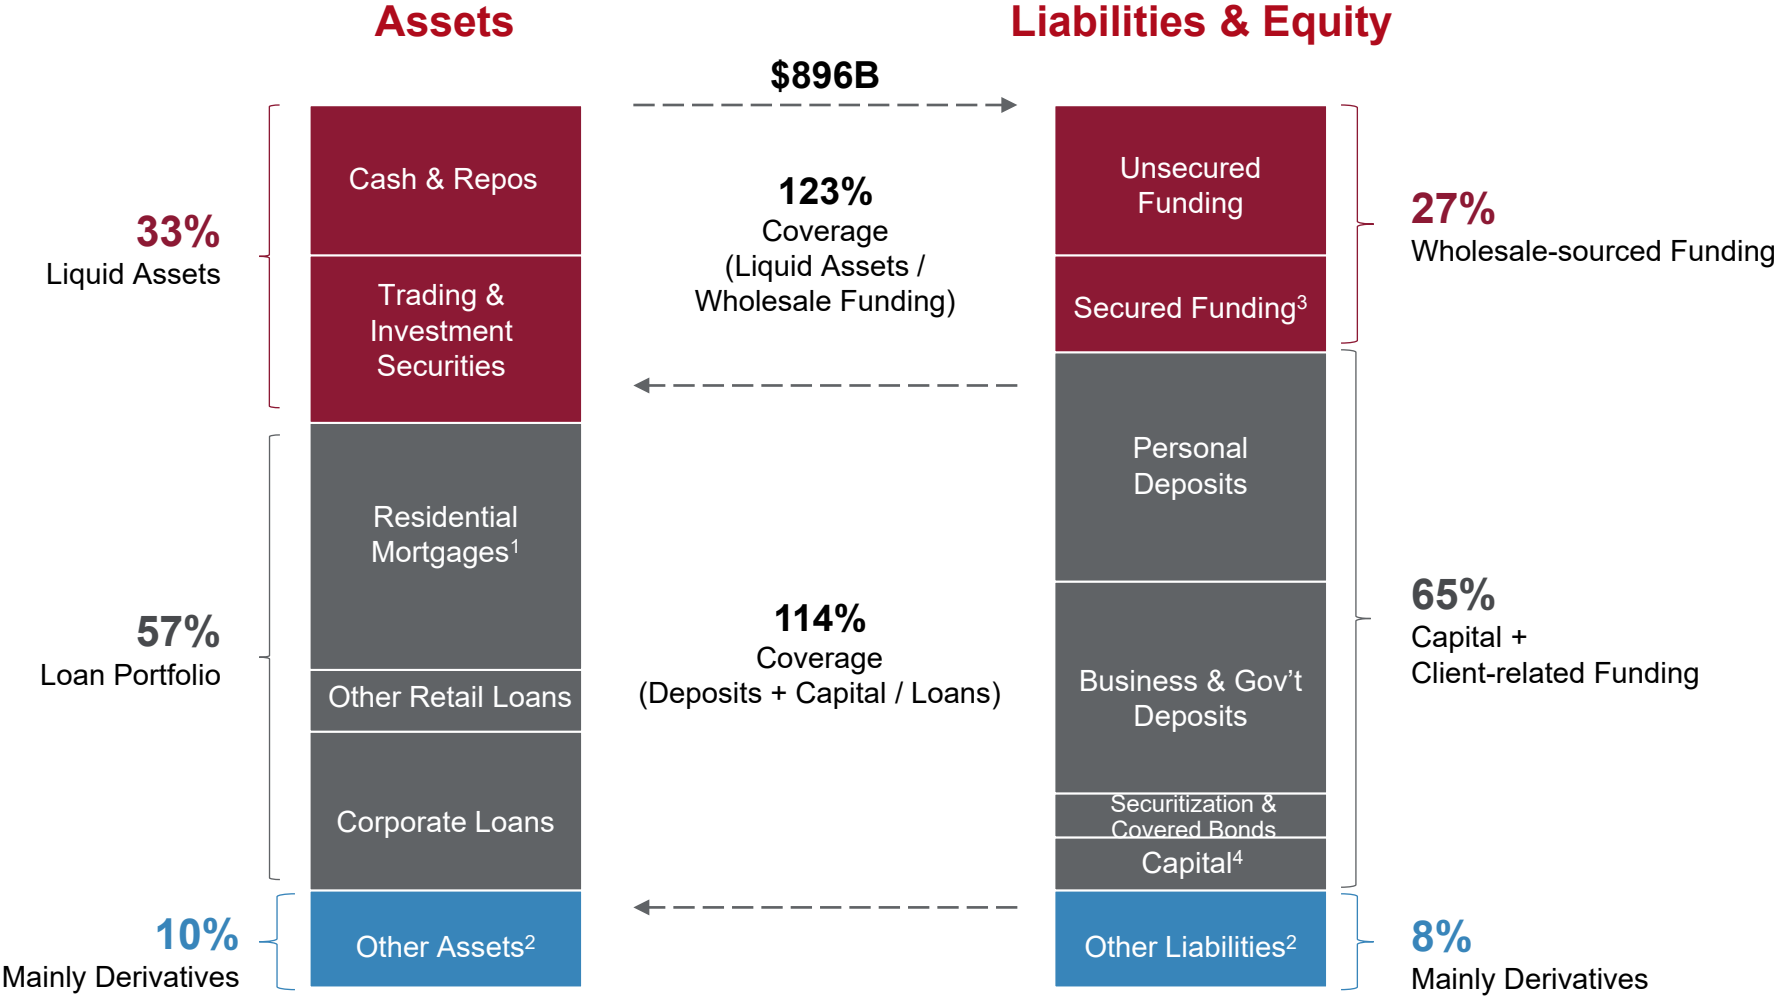 Assets
Liabilities & Equity
$896B
33%
Liquid Assets
57%
Loan Portfolio
10%
Mainly Derivatives
Cash & Repos
Trading &
Investment
Securities
Residential
Mortgages¹
Other Retail Loans
Corporate Loans
Other Assets²
123%
Coverage
(Liquid Assets /
Wholesale Funding)
114%
Coverage
(Deposits + Capital / Loans)
Unsecured
Funding
Secured Funding³
Personal
Deposits
Business & Gov’t
Deposits
Securitization &
Covered Bonds
Capital⁴
Other Liabilities²
27%
Wholesale-sourced Funding
65%
Capital +
Client-related Funding
8%
Mainly Derivatives